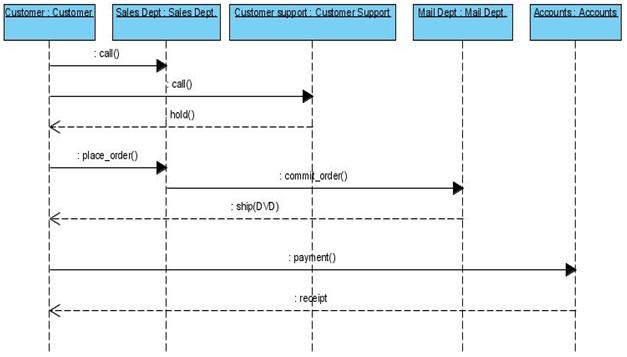 Customer : Customer
Sales Dept : Sales Dept.
Customer support : Customer Support
Mail Dept : Mail Dept.
Accounts : Accounts
: call()
: call()
hold()
: place_order()
: commit_order()
: ship(DVD)
: payment()
: receipt